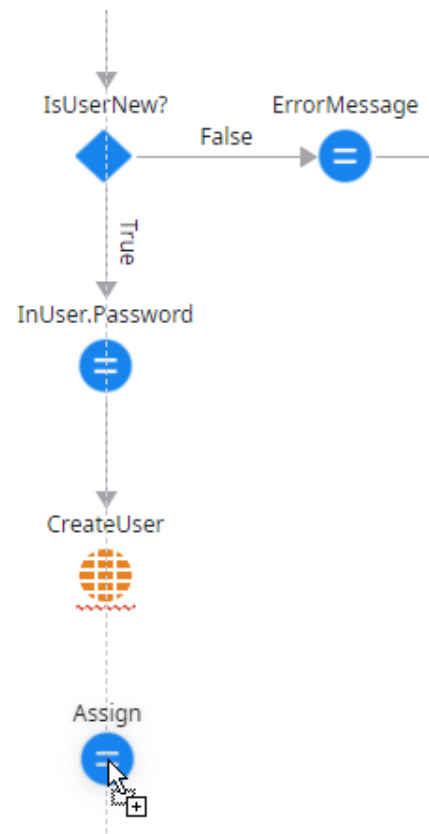 IsUserNew?
ErrorMessage
False
True
InUser.Password
CreateUser
Assign